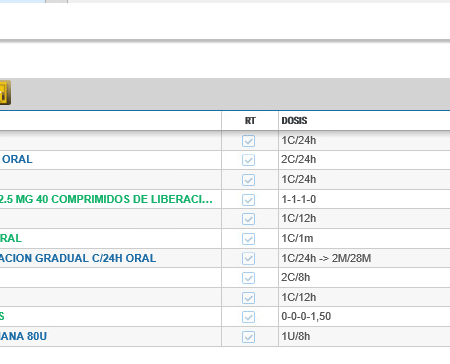 RT DOSIS
1C/24h
ORAL 2C/24h
1C/24h
2.5 MG 40 COMPRIMIDOS DE LIBERACI... 1-1-1-0
1C/12h
RAL 1C/1m
ACION GRADUAL C/24H ORAL 1C/24h -> 2M/28M
2C/8h
1C/12h
S 0-0-0-1,50
IANA 80U 1U/8h